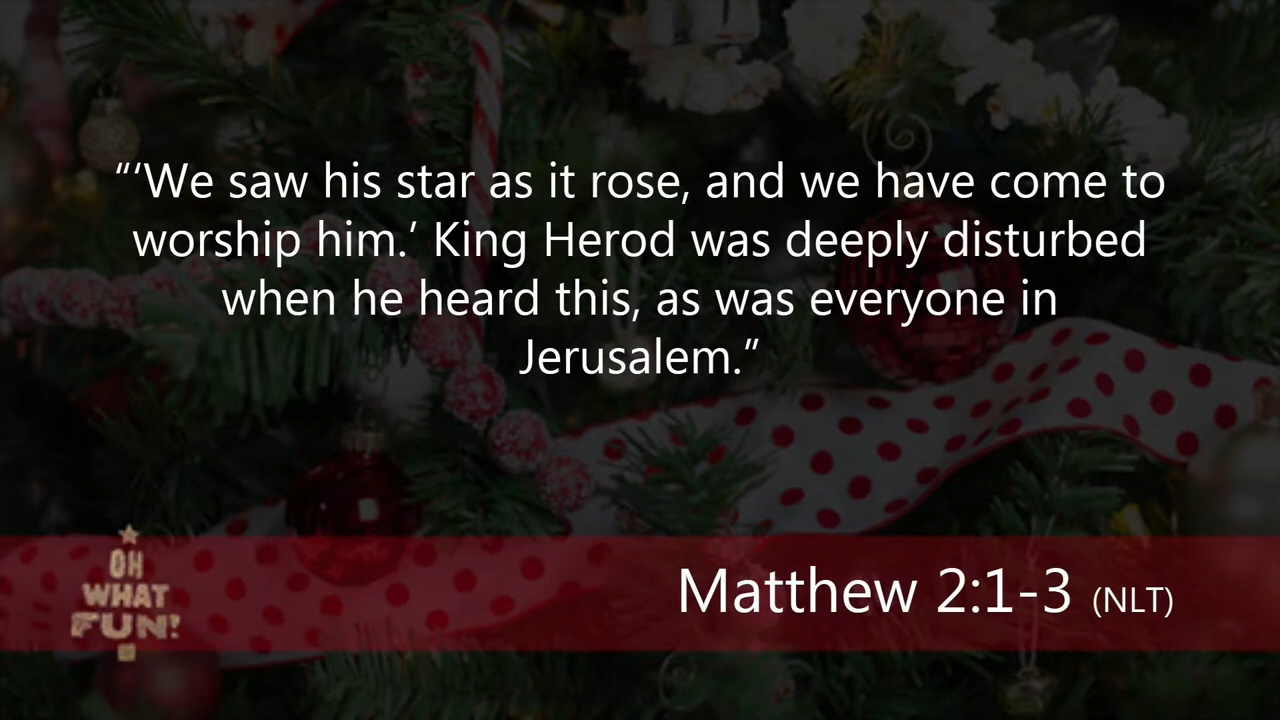 “‘We saw his star as it rose, and we have come to
worship him.’ King Herod was deeply disturbed
when he heard this, as was everyone in
Jerusalem.”
OH
WHAT
FUN!
Matthew 2:1-3 (NLT)